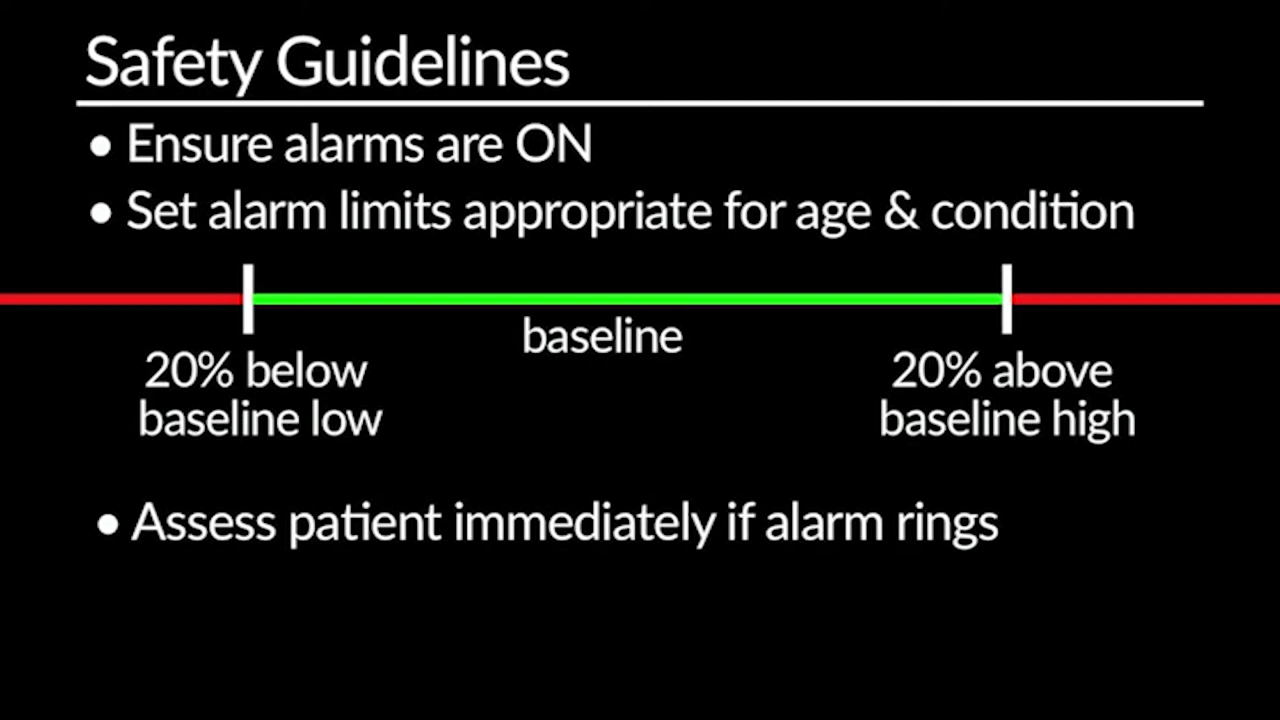 Safety Guidelines
• Ensure alarms are ON
• Set alarm limits appropriate for age & condition
baseline
20% below
baseline low
20% above
baseline high
• Assess patient immediately if alarm rings